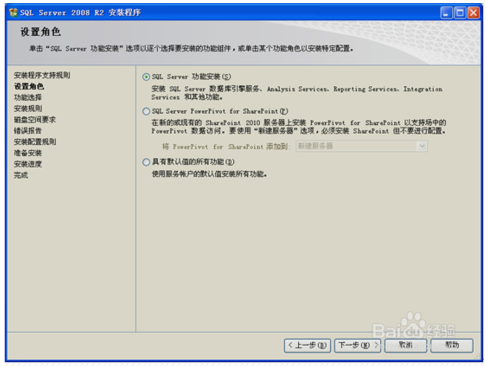 SQL Server 2008 R2 安装程序
设置角色
单击“SQL Server 功能安装”选项以逐个选择要安装的功能组件，或单击某个功能角色以安装特定配置。
安装程序支持规则
设置角色
功能选择
安装规则
磁盘空间要求
错误报告
安装配置规则
准备安装
安装进度
完成
SQL Server 功能安装(S)
安装 SQL Server 数据库引擎服务、Analysis Services、Reporting Services、Integration
Services 和其他功能。
SQL Server PowerPivot for SharePoint(P)
在新的或现有的 SharePoint 2010 服务器上安装 PowerPivot for SharePoint 以支持场中的
PowerPivot 数据访问。要使用“新建服务器”选项，必须安装 SharePoint 但不要进行配置。
将 PowerPivot for SharePoint 添加到: 新建服务器
具有默认值的所有功能(D)
使用服务帐户的默认值安装所有功能。
Baidu 经验
< 上一步(B) 下一步(N) > 取消 帮助